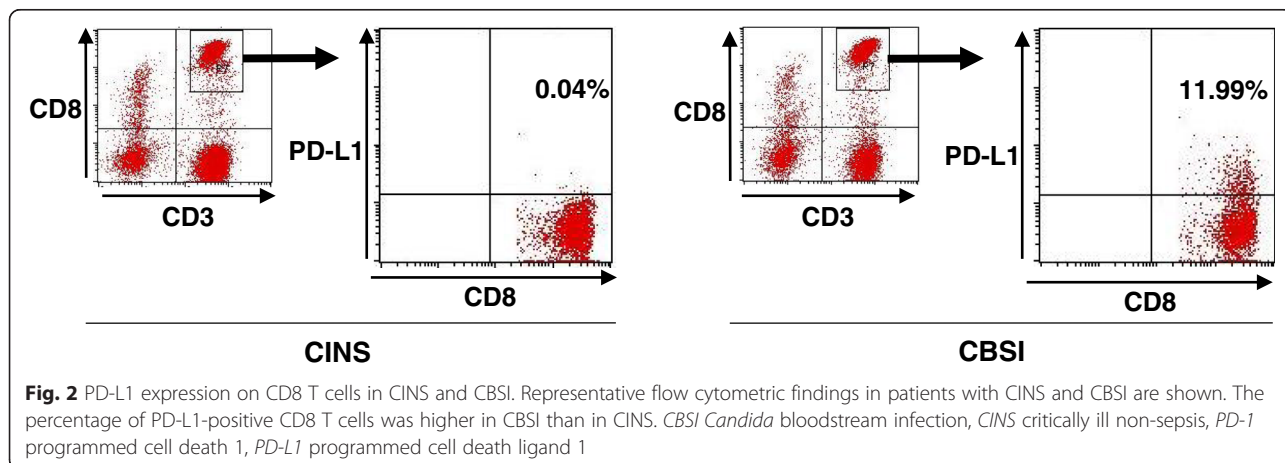 CD8
CD3
PD-L1
0.04%
CD8
CINS
CD8
CD3
PD-L1
11.99%
CD8
CBSI
Fig. 2 PD-L1 expression on CD8 T cells in CINS and CBSI. Representative flow cytometric findings in patients with CINS and CBSI are shown. The
percentage of PD-L1-positive CD8 T cells was higher in CBSI than in CINS. CBSI Candida bloodstream infection, CINS critically ill non-sepsis, PD-1
programmed cell death 1, PD-L1 programmed cell death ligand 1